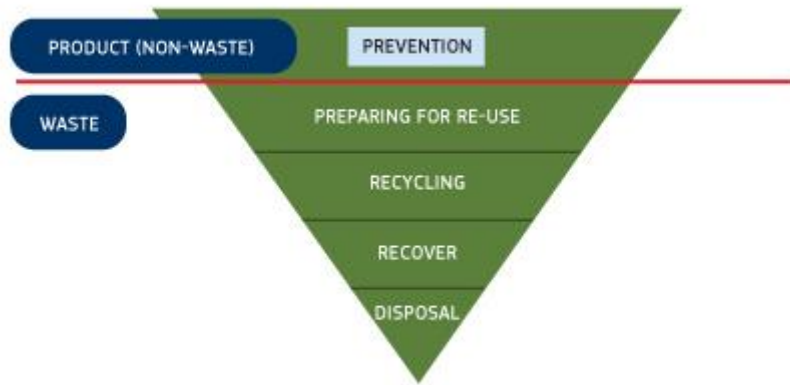 PRODUCT (NON-WASTE)
PREVENTION
WASTE
PREPARING FOR RE-USE
RECYCLING
RECOVER
DISPOSAL